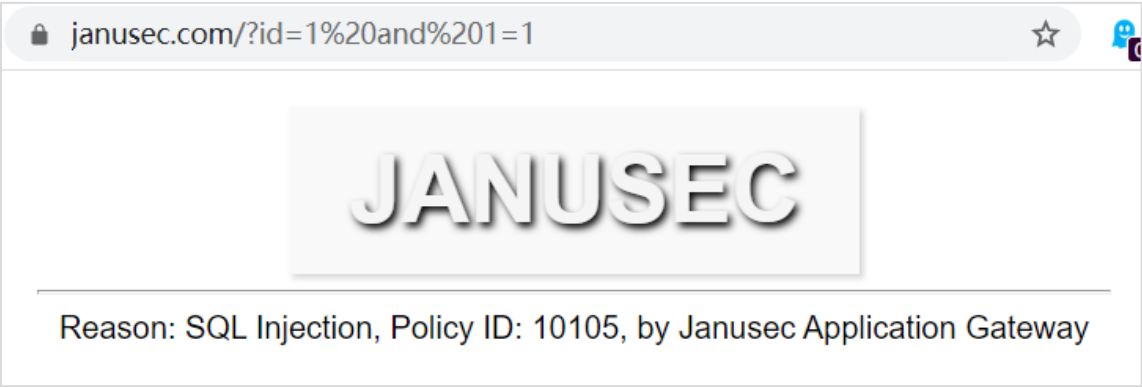 janusec.com/?id=1%20and%201=1
JANUSEC
Reason: SQL Injection, Policy ID: 10105, by Janusec Application Gateway